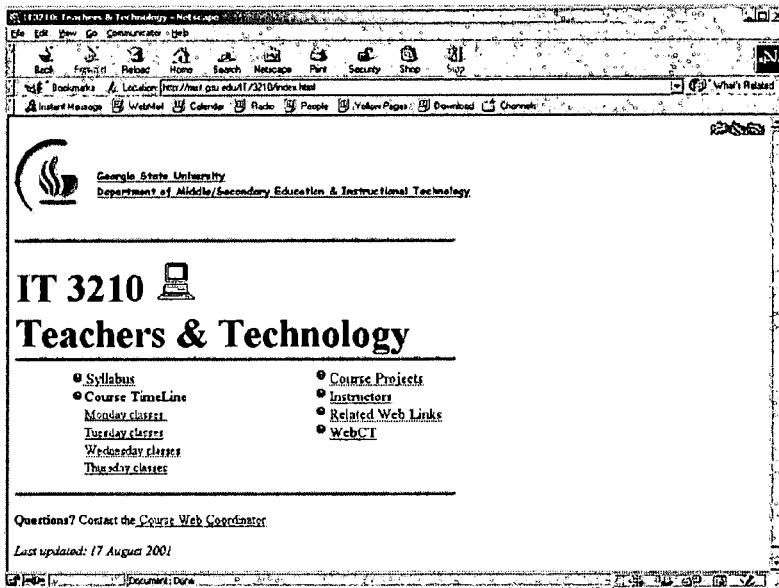 IT3210: Teachers & Technology - Netscape
File Edit View Go Communicator Help
Back Forward Reload Home Search Netscape Print Security Shop Stop
Bookmarks Location: http://msit.gsu.edu/IT/3210/index.html What's Related
Instant Message WebMail Calendar Radio People Yellow Pages Download Channels
Georgia State University
Department of Middle/Secondary Education & Instructional Technology
IT 3210
Teachers & Technology
Syllabus Course Projects
Course TimeLine Instructors
Monday classes Related Web Links
Tuesday classes WebCT
Wednesday classes
Thursday classes
Questions? Contact the Course Web Coordinator
Last updated: 17 August 2001
Document: Done